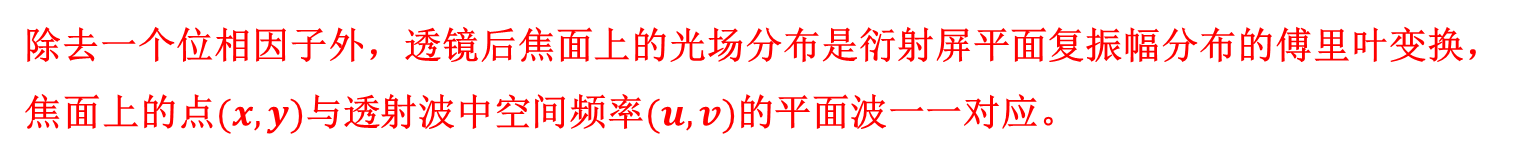 除去一个位相因子外，透镜后焦面上的光场分布是衍射屏平面复振幅分布的傅里叶变换，
焦面上的点(x,y)与透射波中空间频率(u,v)的平面波一一对应。